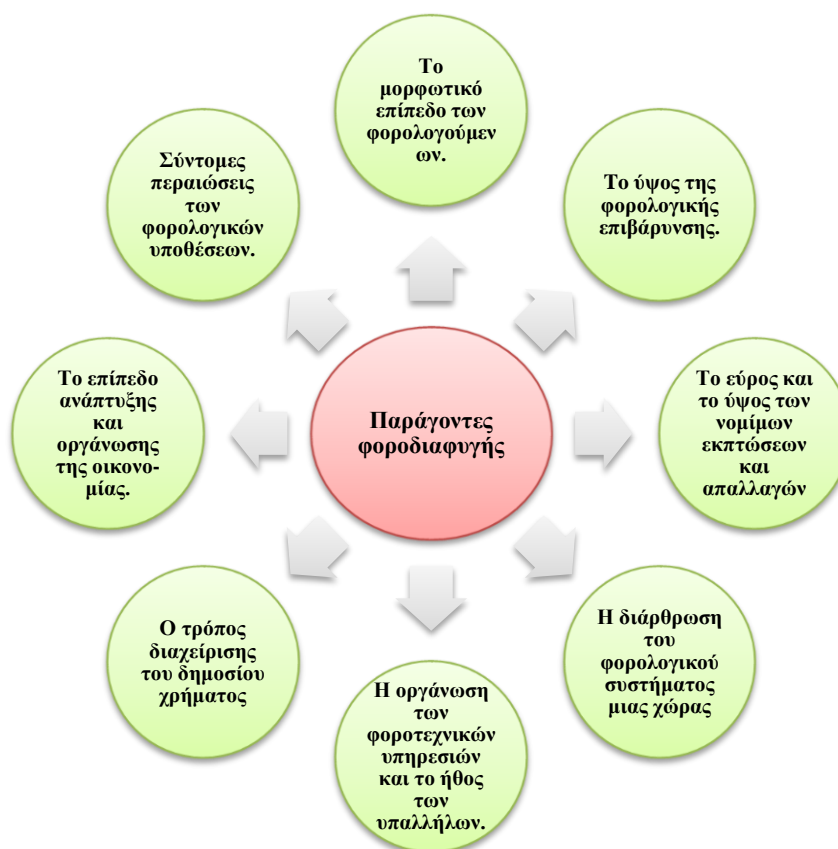 Το
μορφωτικό
επίπεδο των
φορολογούμεν
ων.
Σύντομες
περαιώσεις
των
φορολογικών
υποθέσεων.
Το ύψος της
φορολογικής
επιβάρυνσης.
Το επίπεδο
ανάπτυξης
και
οργάνωσης
της οικονο-
μίας.
Παράγοντες
φοροδιαφυγής
Το εύρος και
το ύψος των
νομίμων
εκπτώσεων
και
απαλλαγών
Ο τρόπος
διαχείρισης
του δημοσίου
χρήματος
Η οργάνωση
των
φοροτεχνικών
υπηρεσιών
και το ήθος
των
υπαλλήλων.
Η διάρθρωση
του
φορολογικού
συστήματος
μιας χώρας